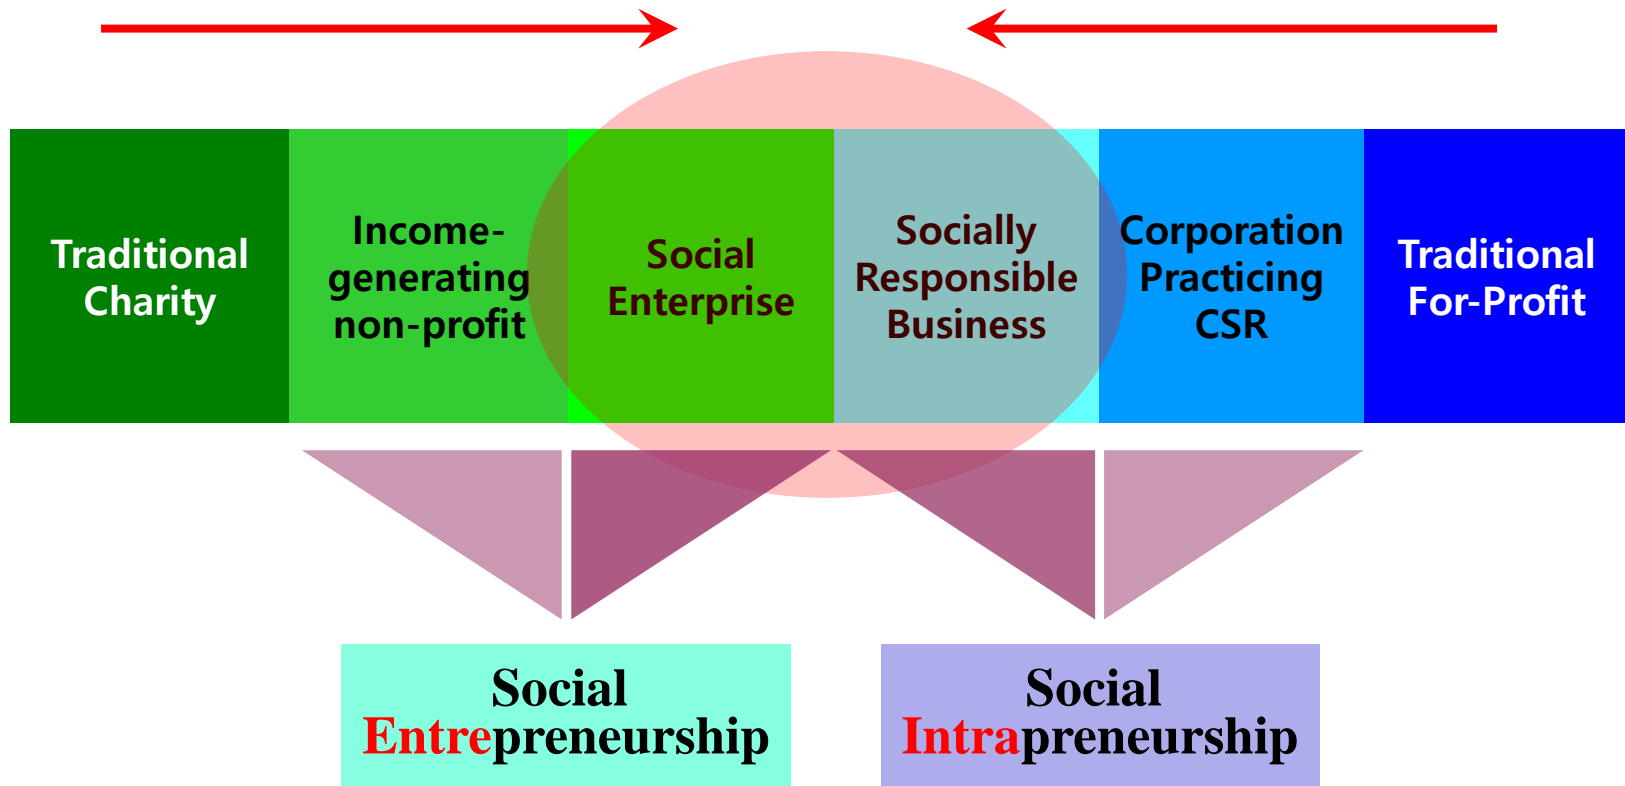 Traditional
Charity
Income-
generating
non-profit
Social
Enterprise
Socially
Responsible
Business
Corporation
Practicing
CSR
Traditional
For-Profit
Social
Entrepreneurship
Social
Intrapreneurship